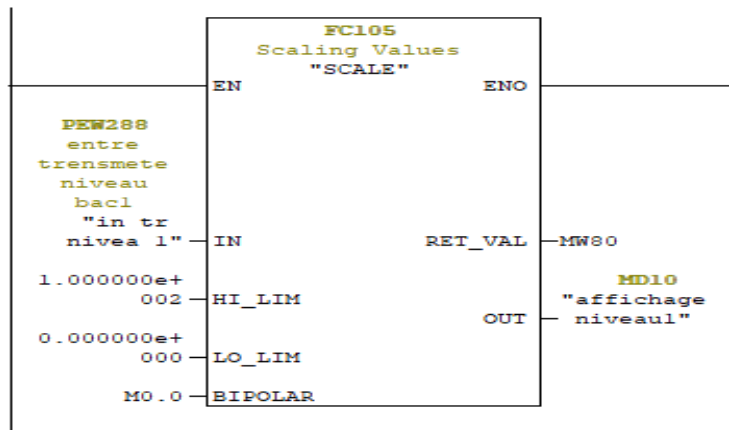 FC105
Scaling Values
"SCALE"
EN ENO
PEW288
entre
trensmete
niveau
bac1
"in tr
nivea 1" IN RET_VAL MW80
1.000000e+
002 HI_LIM
MD10
"affichage
OUT niveau1"
0.000000e+
000 LO_LIM
M0.0 BIPOLAR